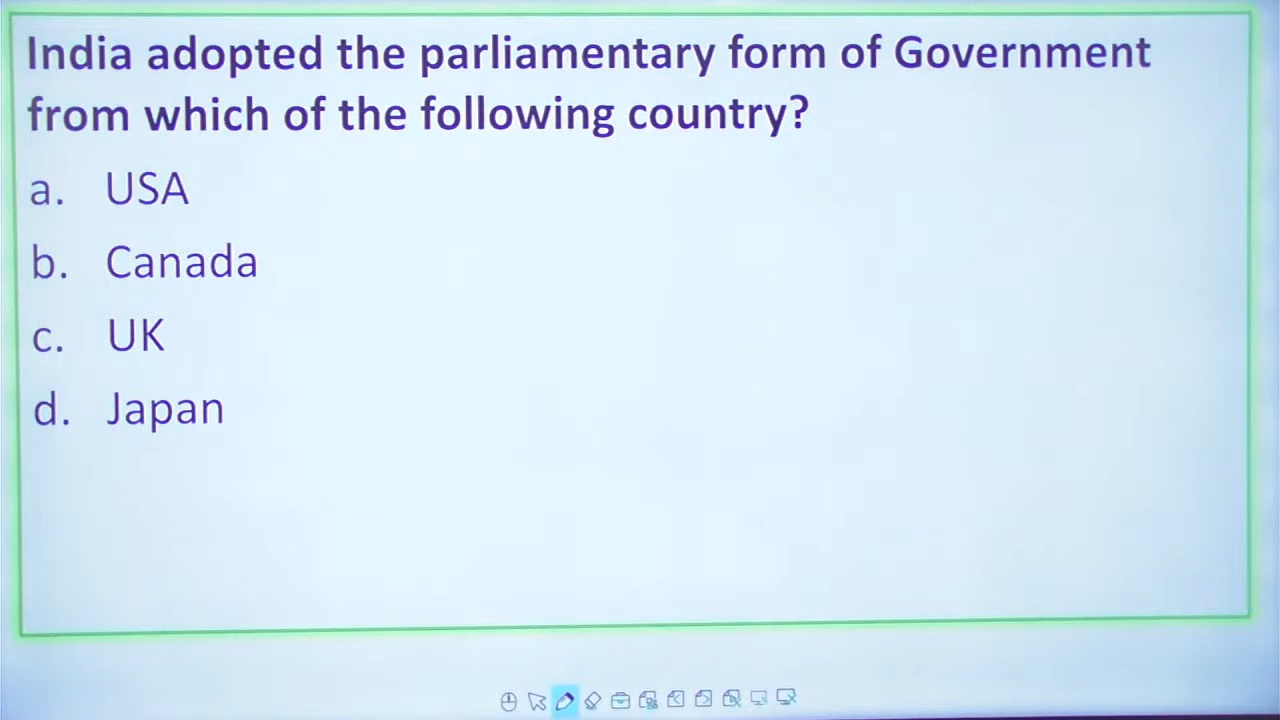 India adopted the parliamentary form of Government
from which of the following country?
a. USA
b. Canada
c. UK
d. Japan